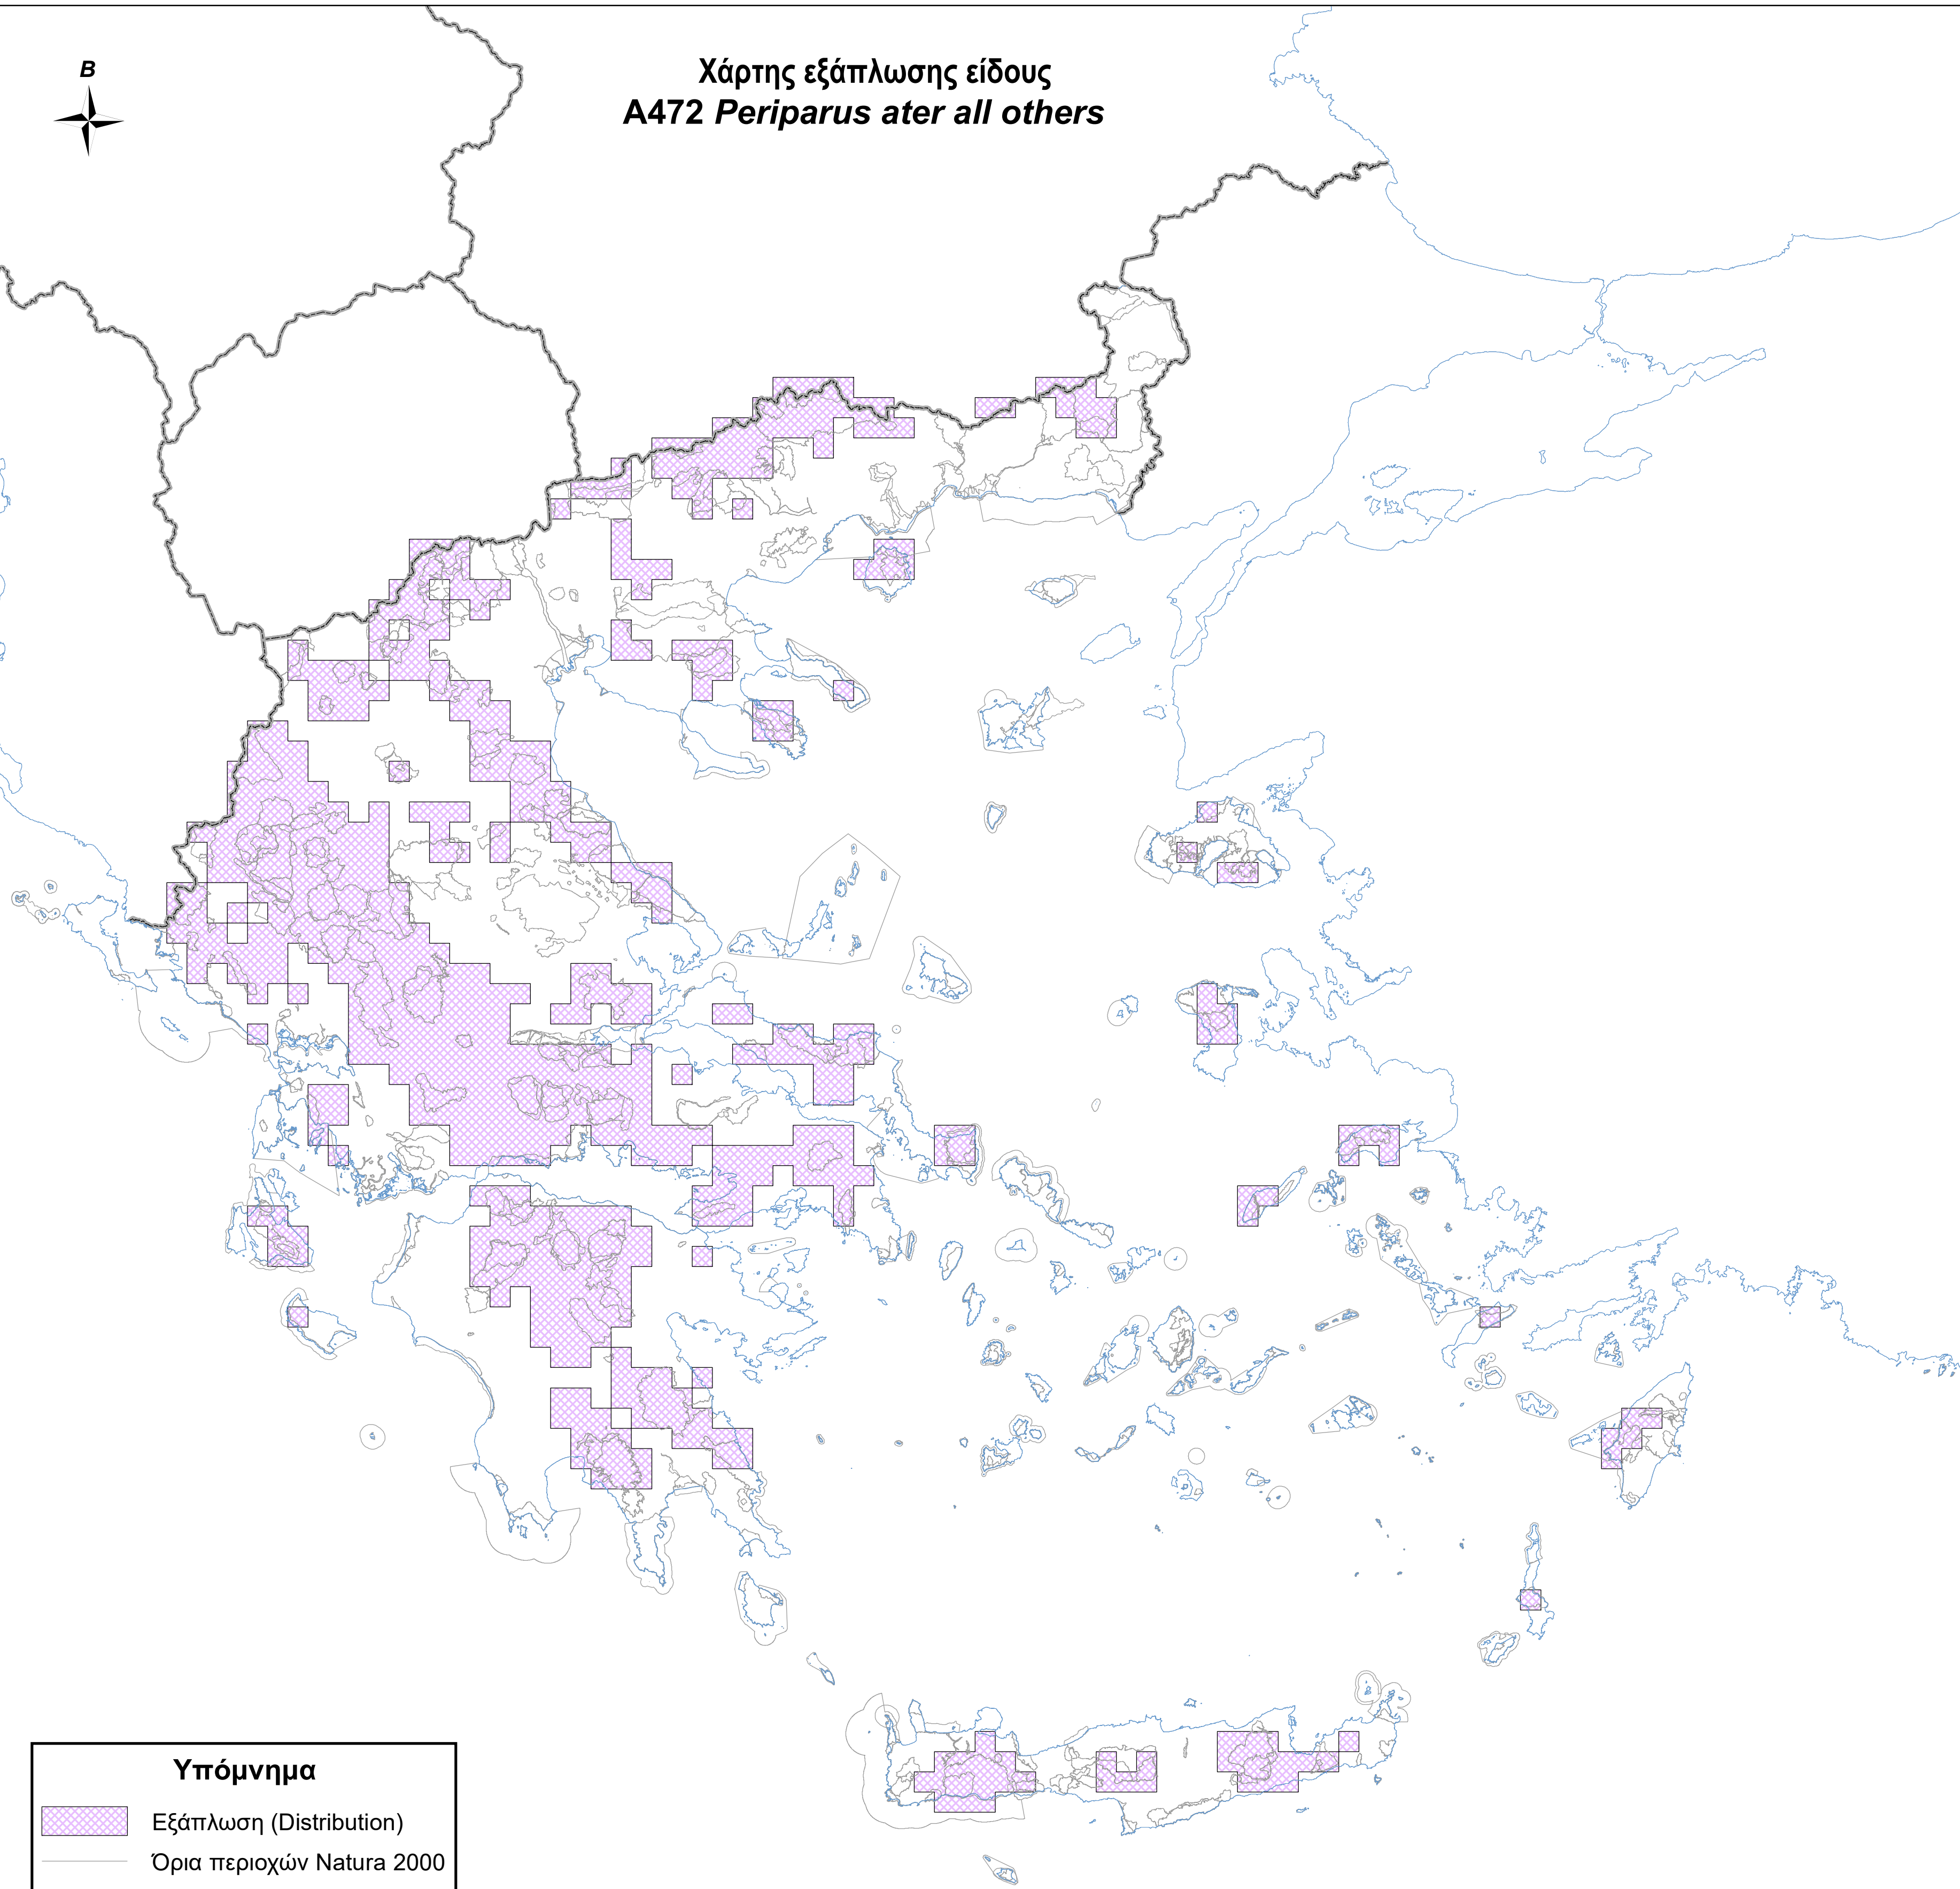 Β
Χάρτης εξάπλωσης είδους
A472 Periparus ater all others
Υπόμνημα
Εξάπλωση (Distribution)
Όρια περιοχών Natura 2000